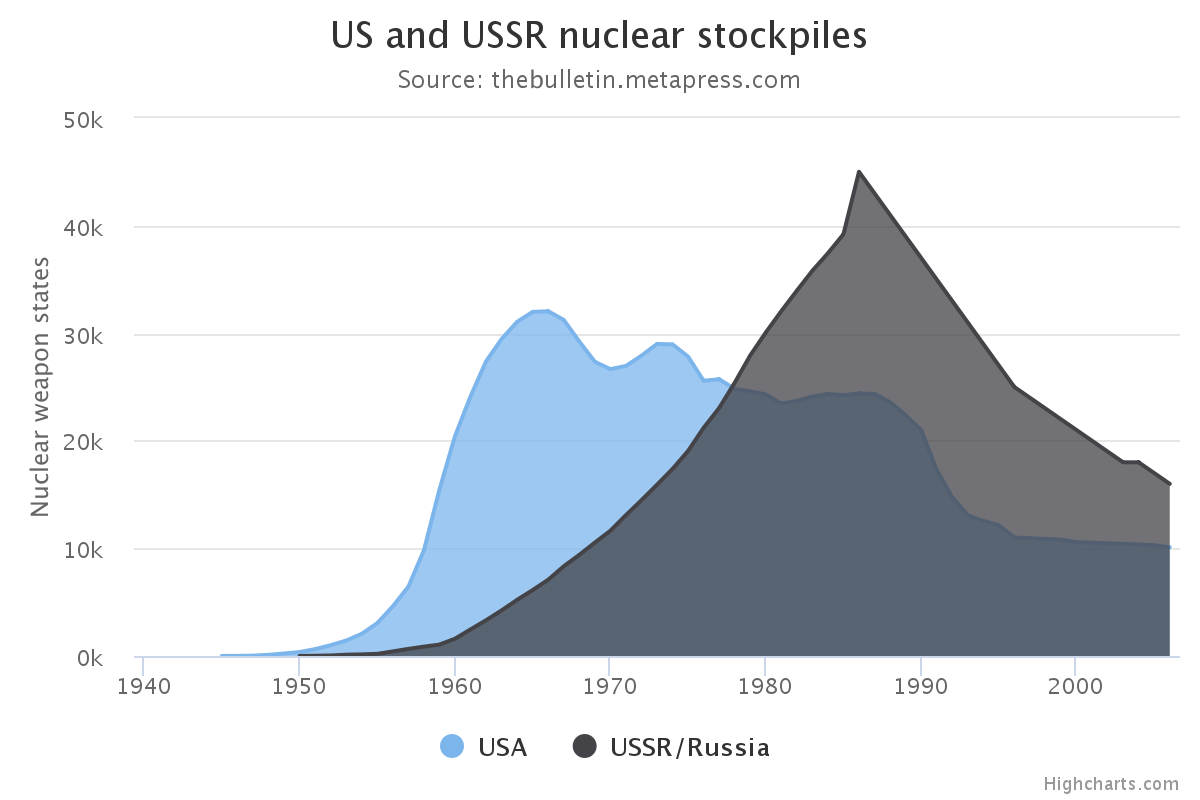 US and USSR nuclear stockpiles
Source: thebulletin.metapress.com
Nuclear weapon states
50k
40k
30k
20k
10k
0k
1940 1950 1960 1970 1980 1990 2000
USA USSR/Russia
Highcharts.com